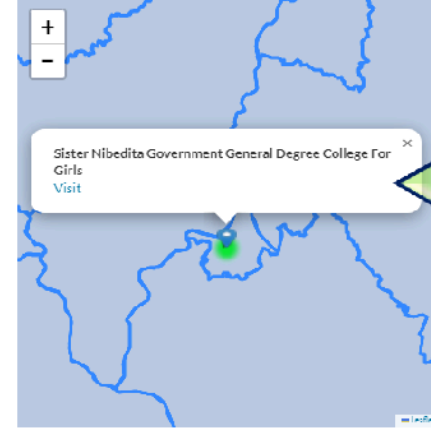 +
−
Sister Nibedita Government General Degree College For
Girls
Visit
×